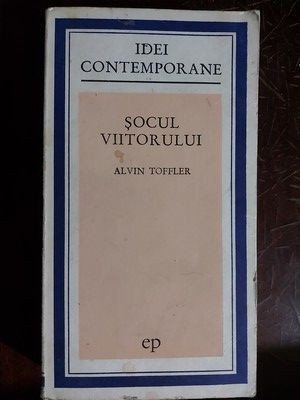 IDEI
CONTEMPORANE
ȘOCUL
VIITORULUI
ALVIN TOFFLER
ep